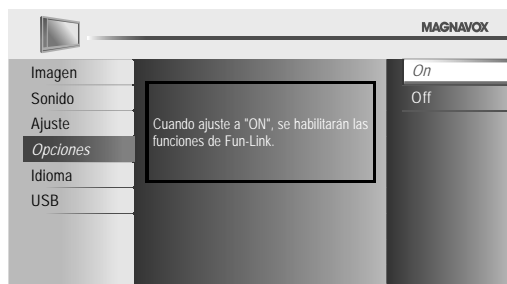 MAGNAVOX
Imagen
Sonido
Ajuste
Opciones
Idioma
USB
Cuando ajuste a "ON", se habilitarán las
funciones de Fun-Link.
On
Off